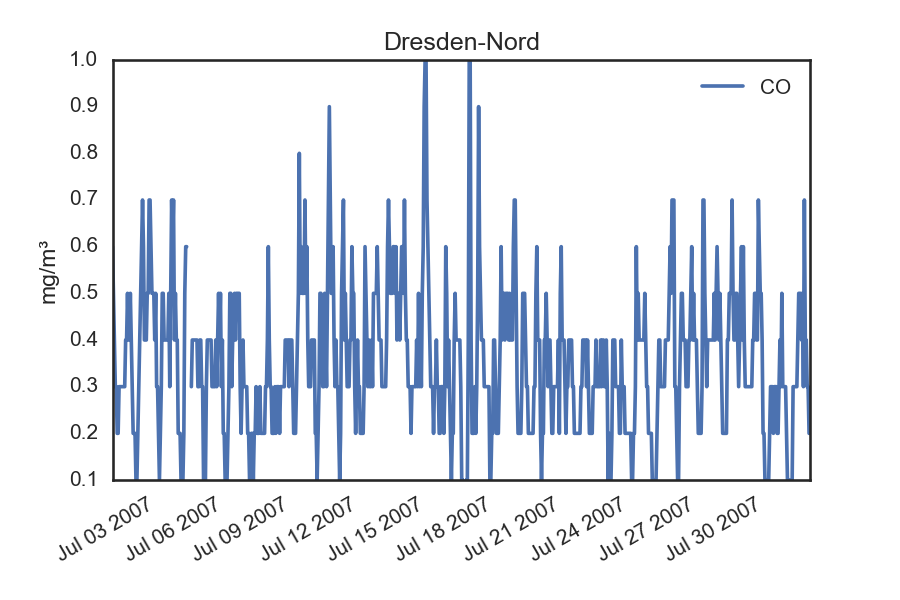 Dresden-Nord
CO
mg/m³
1.0
0.9
0.8
0.7
0.6
0.5
0.4
0.3
0.2
0.1
Jul 03 2007
Jul 06 2007
Jul 09 2007
Jul 12 2007
Jul 15 2007
Jul 18 2007
Jul 21 2007
Jul 24 2007
Jul 27 2007
Jul 30 2007